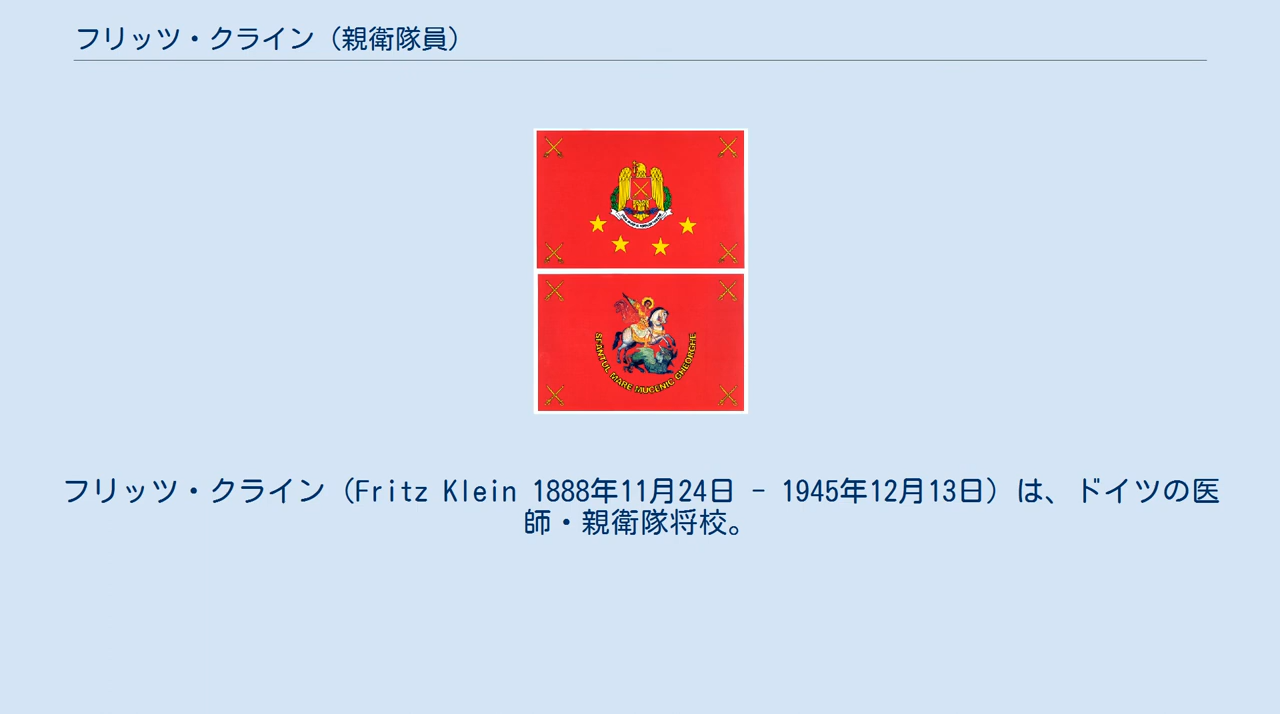 フリッツ・クライン（親衛隊員）
SFÂNTUL MARE MUCENIC GHEORGHE
フリッツ・クライン（Fritz Klein 1888年11月24日 - 1945年12月13日）は、ドイツの医
師・親衛隊将校。